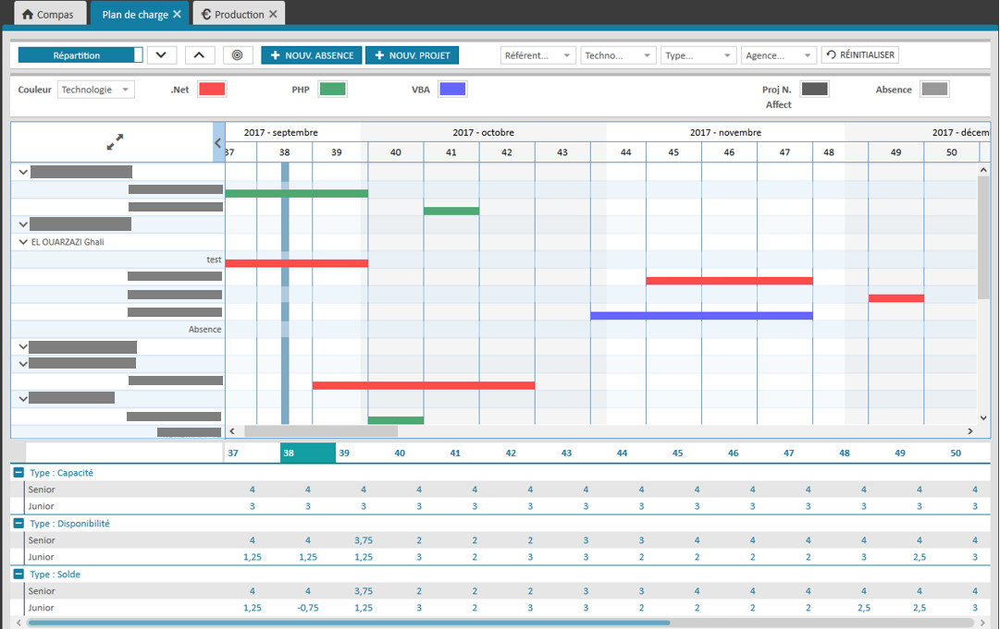 Compas Plan de charge Production
Répartition NOUV. ABSENCE NOUV. PROJET Référent... Techno... Type... Agence... RÉINITIALISER
Couleur Technologie .Net PHP VBA Proj N. Affect Absence
2017 - septembre 2017 - octobre 2017 - novembre 2017 - décem
37 38 39 40 41 42 43 44 45 46 47 48 49 50
EL OUARZAZI Ghali
test
Absence
37 38 39 40 41 42 43 44 45 46 47 48 49 50
Type : Capacité
Senior 4 4 4 4 4 4 4 4 4 4 4 4 4 4
Junior 3 3 3 3 3 3 3 3 3 3 3 3 3 3
Type : Disponibilité
Senior 4 4 3,75 2 2 2 3 3 4 4 4 4 4 4
Junior 1,25 1,25 1,25 3 2 3 3 2 2 2 2 3 2,5 3
Type : Solde
Senior 4 4 3,75 2 2 2 3 3 4 4 4 4 4 4
Junior 1,25 -0,75 1,25 3 2 3 3 2 2 2 2 2,5 2,5 3